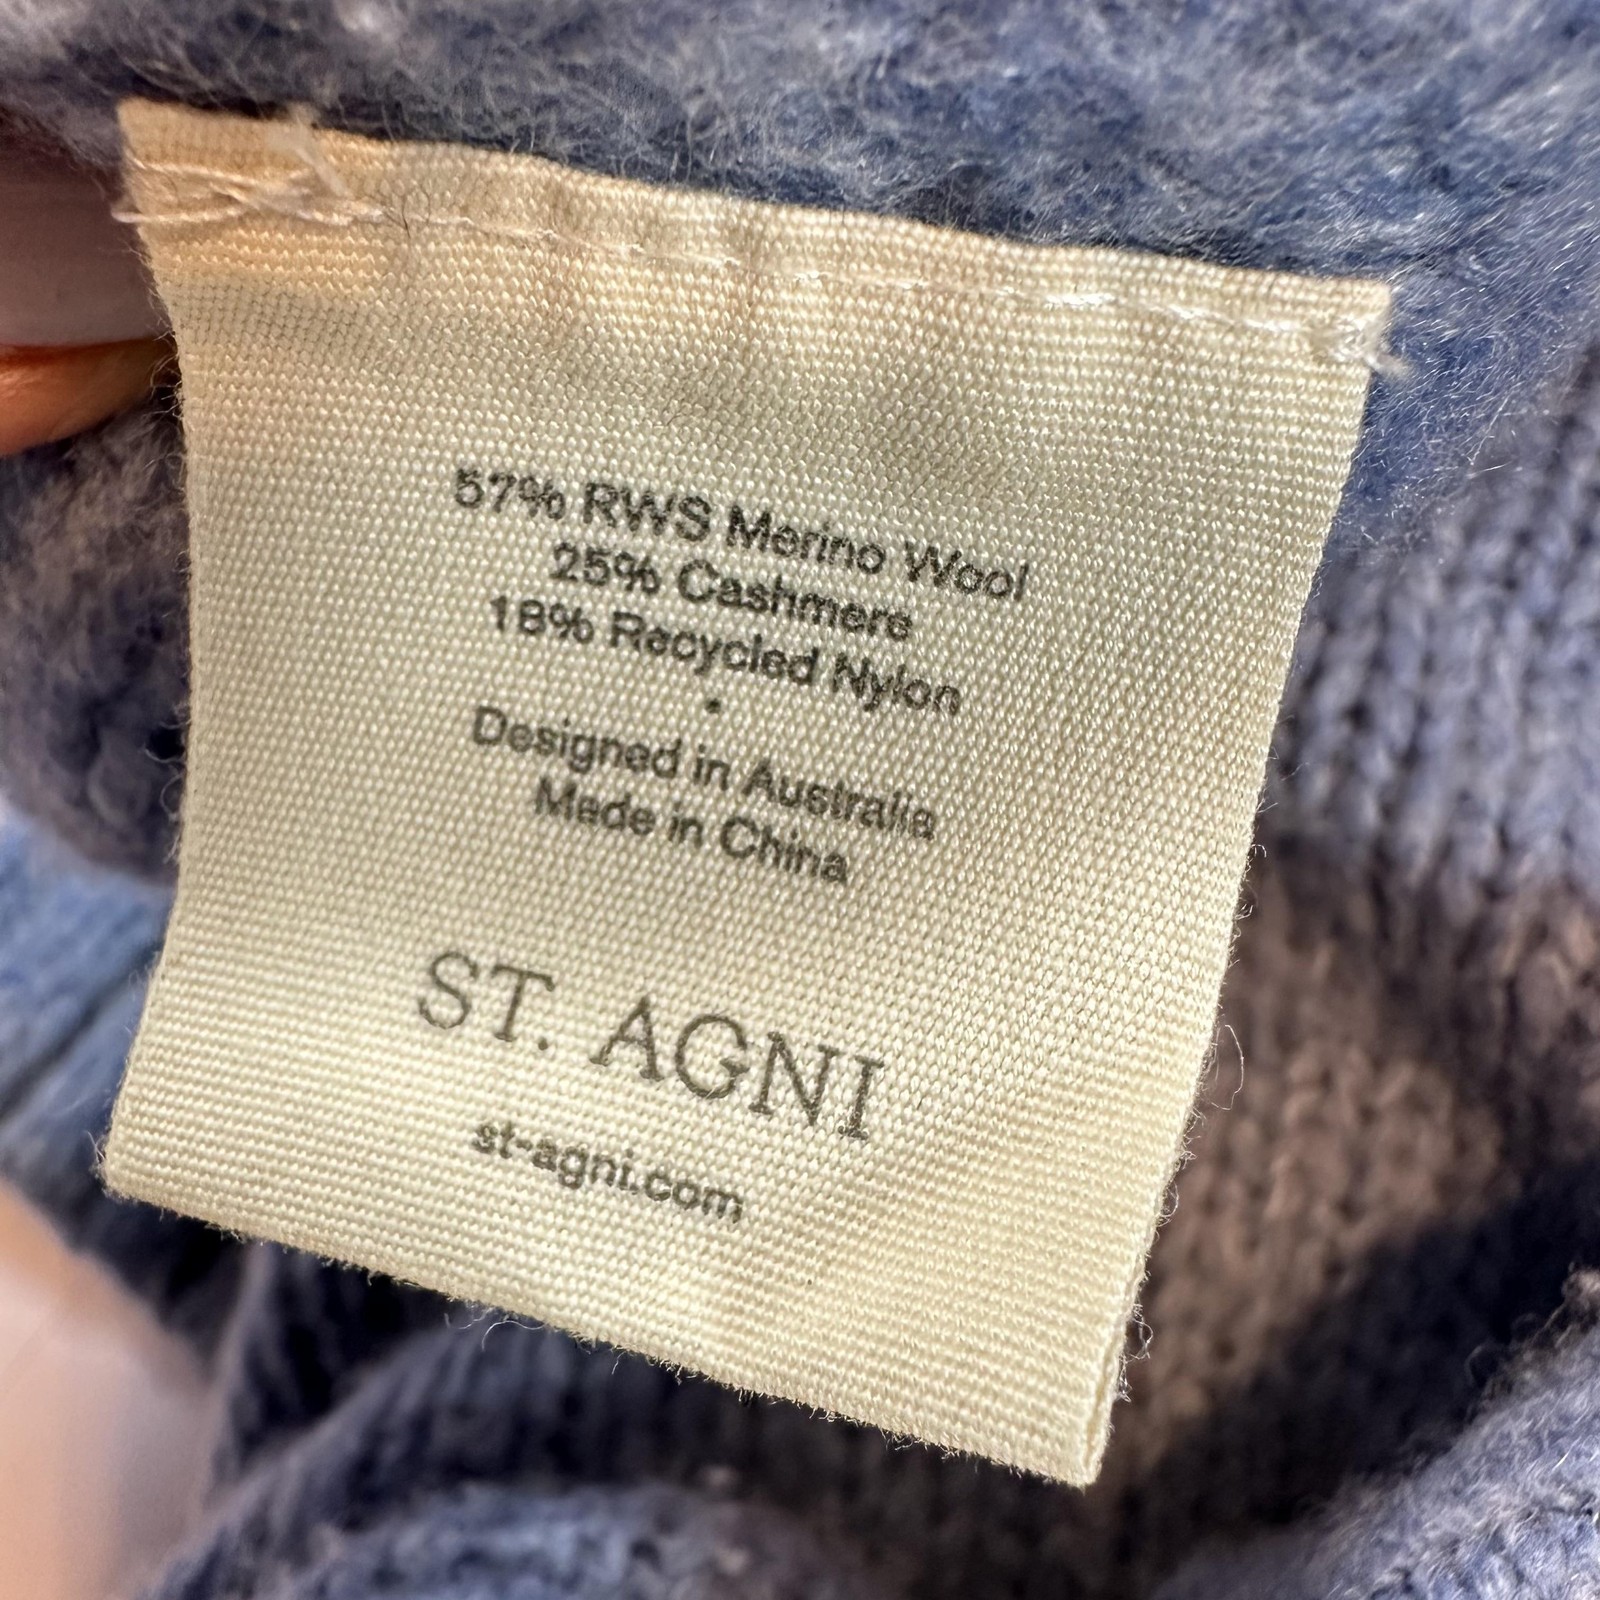 57% RWS Merino Wool
25% Cashmere
18% Recycled Nylon
•
Designed in Australia
Made in China
ST. AGNI
st-agni.com